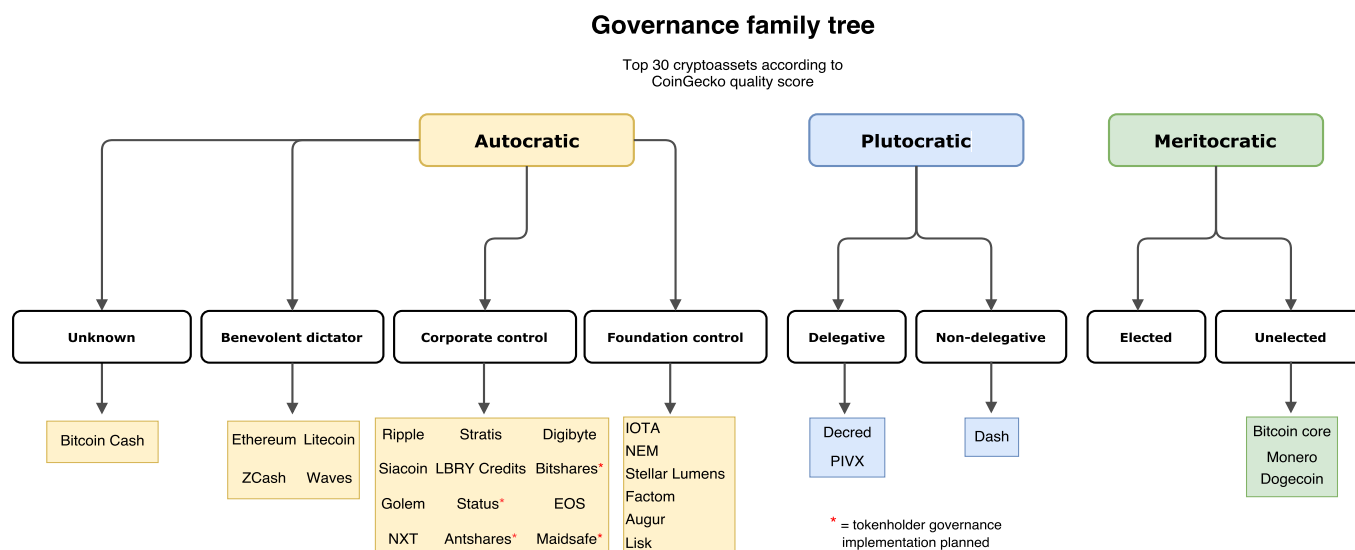 Governance family tree
Top 30 cryptoassets according to
CoinGecko quality score
Autocratic
Plutocratic
Meritocratic
Unknown
Benevolent dictator
Corporate control
Foundation control
Delegative
Non-delegative
Elected
Unelected
Bitcoin Cash
Ethereum Litecoin
ZCash Waves
Ripple Stratis Digibyte
Siacoin LBRY Credits Bitshares*
Golem Status* EOS
NXT Antshares* Maidsafe*
IOTA
NEM
Stellar Lumens
Factom
Augur
Lisk
Decred
PIVX
Dash
Bitcoin core
Monero
Dogecoin
* = tokenholder governance
implementation planned